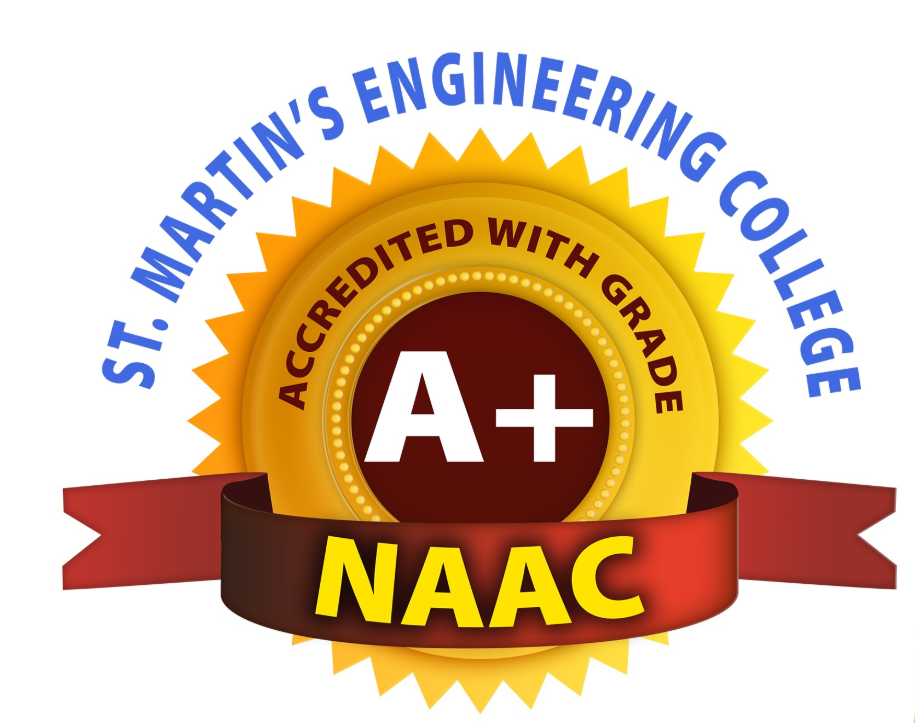 ST. MARTIN'S ENGINEERING COLLEGE
ACCREDITED WITH GRADE
A+
NAAC